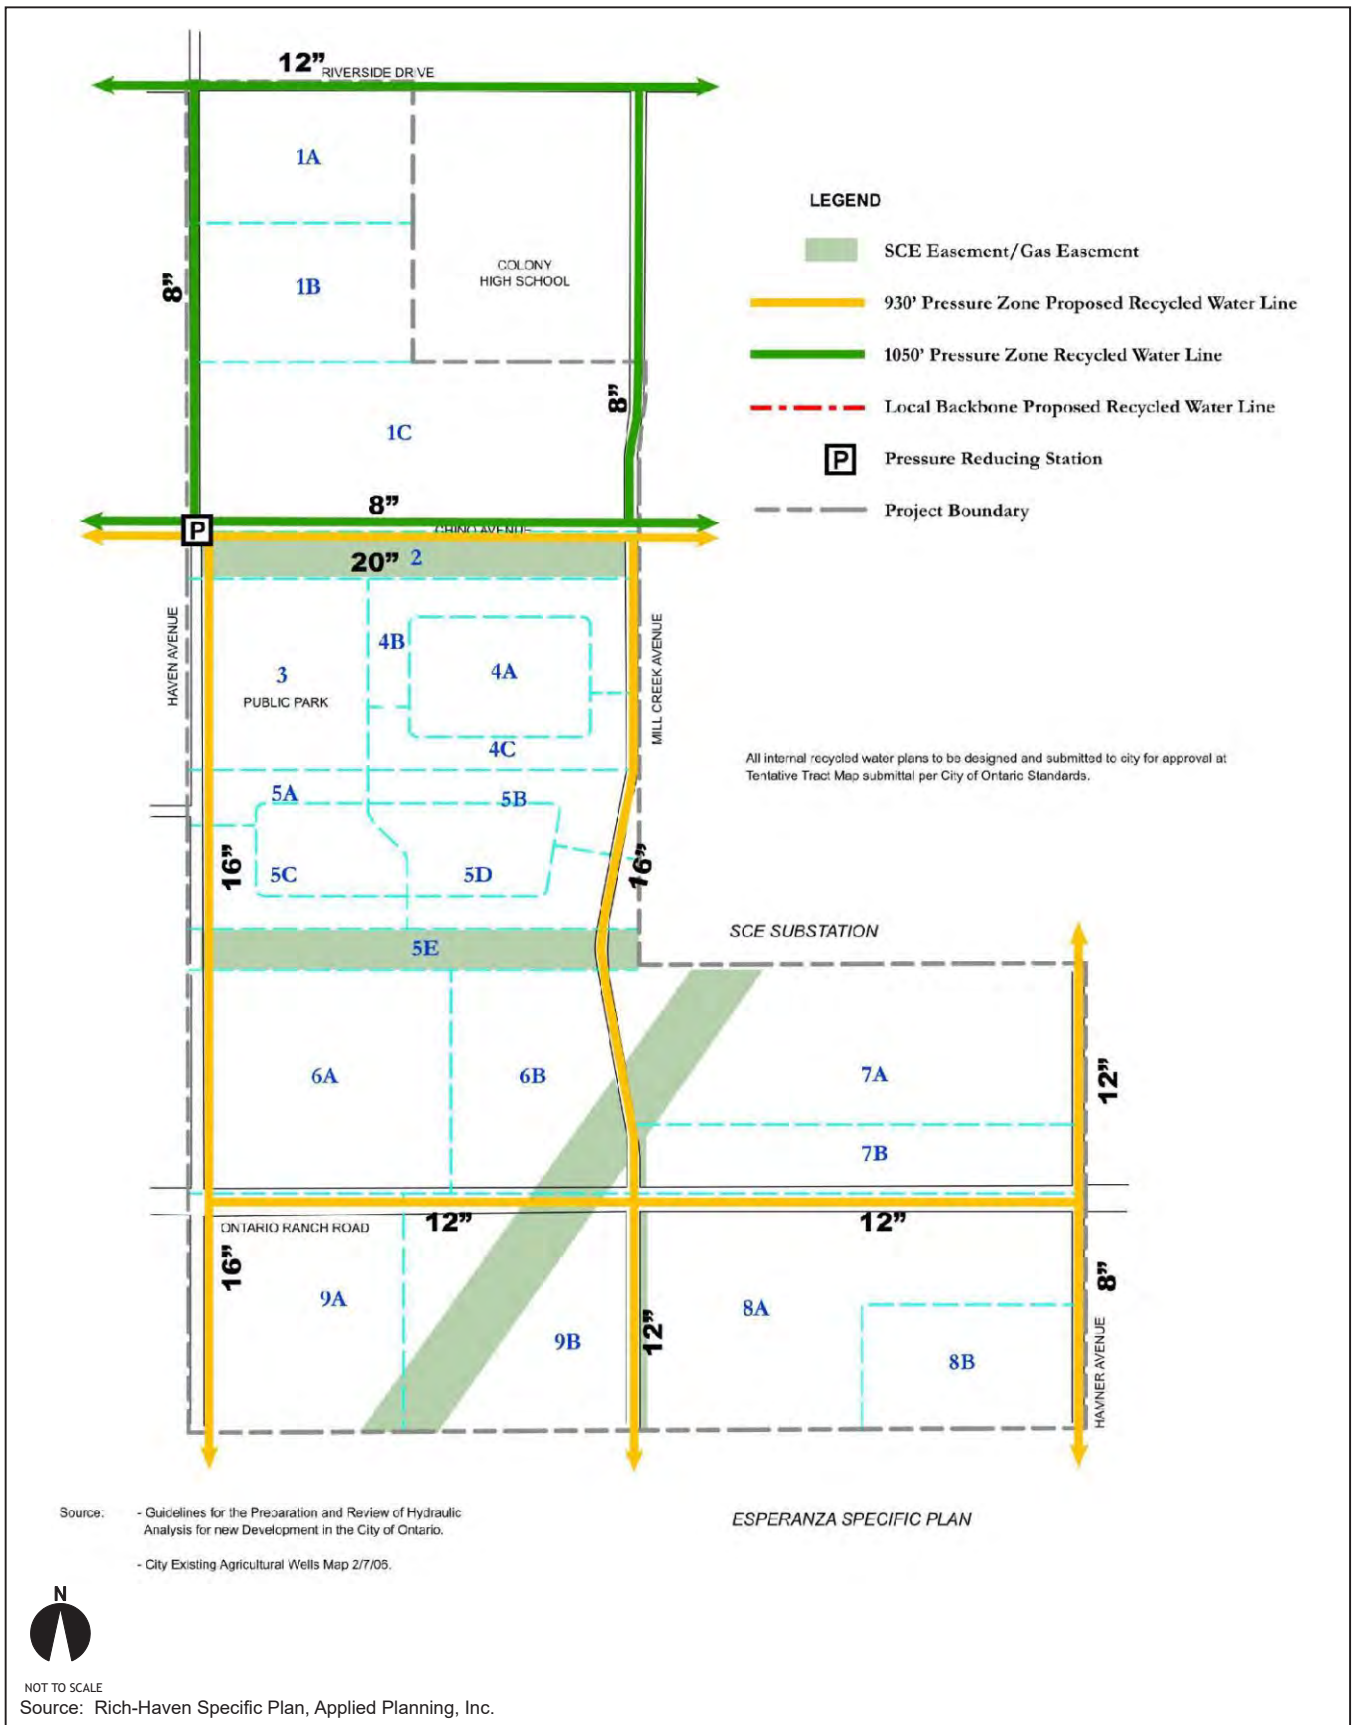 12”
RIVERSIDE DRIVE
1A
COLONY
HIGH SCHOOL
1B
8”
8”
1C
8”
P
CHINO AVENUE
20”
2
LEGEND
SCE Easement/Gas Easement
930’ Pressure Zone Proposed Recycled Water Line
1050’ Pressure Zone Recycled Water Line
Local Backbone Proposed Recycled Water Line
P
Pressure Reducing Station
Project Boundary
HAVEN AVENUE
MILL CREEK AVENUE
4B
4A
3
PUBLIC PARK
4C
All internal recycled water plans to be designed and submitted to city for approval at
Tentative Tract Map submittal per City of Ontario Standards.
5A
5B
16”
5C
5D
16”
5E
SCE SUBSTATION
6A
6B
7A
12”
7B
ONTARIO RANCH ROAD
12”
12”
16”
9A
9B
12”
8A
8B
8”
HAMNER AVENUE
Source:
- Guidelines for the Preparation and Review of Hydraulic
Analysis for new Development in the City of Ontario.
- City Existing Agricultural Wells Map 2/7/06.
ESPERANZA SPECIFIC PLAN
N
NOT TO SCALE
Source: Rich-Haven Specific Plan, Applied Planning, Inc.